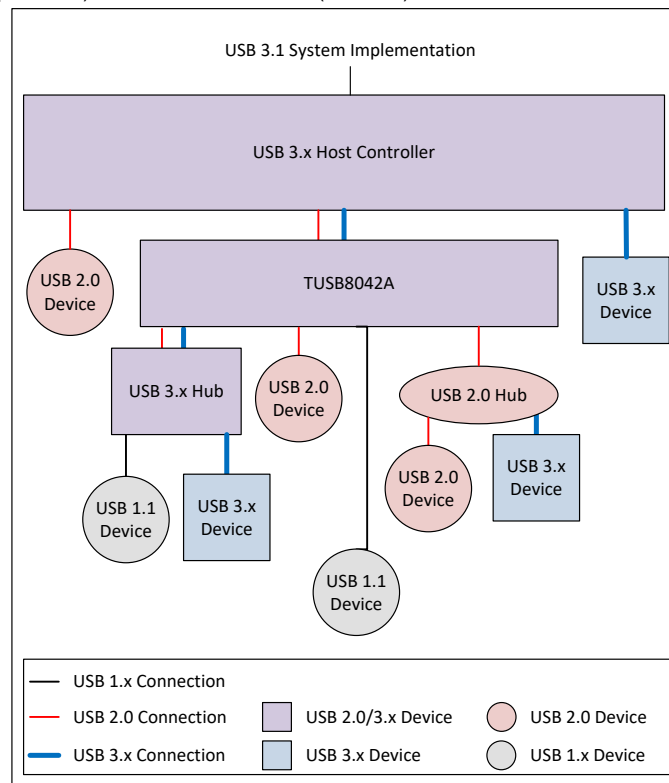 USB 3.1 System Implementation
USB 3.x Host Controller
USB 2.0
Device
TUSB8042A
USB 3.x
Device
USB 3.x Hub
USB 2.0
Device
USB 2.0 Hub
USB 1.1
Device
USB 3.x
Device
USB 2.0
Device
USB 3.x
Device
USB 1.1
Device
USB 1.x Connection
USB 2.0 Connection
USB 2.0/3.x Device
USB 2.0 Device
USB 3.x Connection
USB 3.x Device
USB 1.x Device